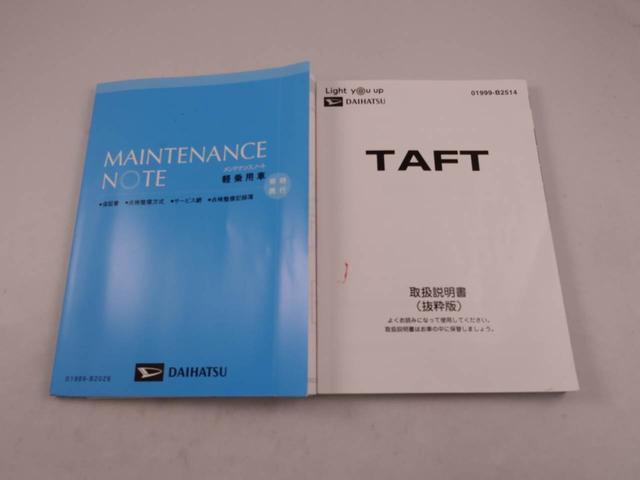 MAINTENANCE
NOTE
メンテナンスノート
軽乗用車
•保証書 •点検整備方式 •サービス網 •点検整備記録簿
01999-B2028
DAIHATSU
Light you up
DAIHATSU
01999-B2514
TAFT
取扱説明書
（抜粋版）
よくお読みになって使用してください。
取扱説明書はお車の中に保管しましょう。